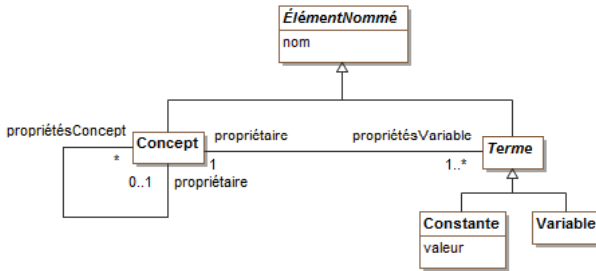 ÉlémentNommé
nom
propriétésConcept
Concept
propriétaire
propriétésVariable
Terme
*
1
1..*
0..1
propriétaire
Constante
Variable
valeur